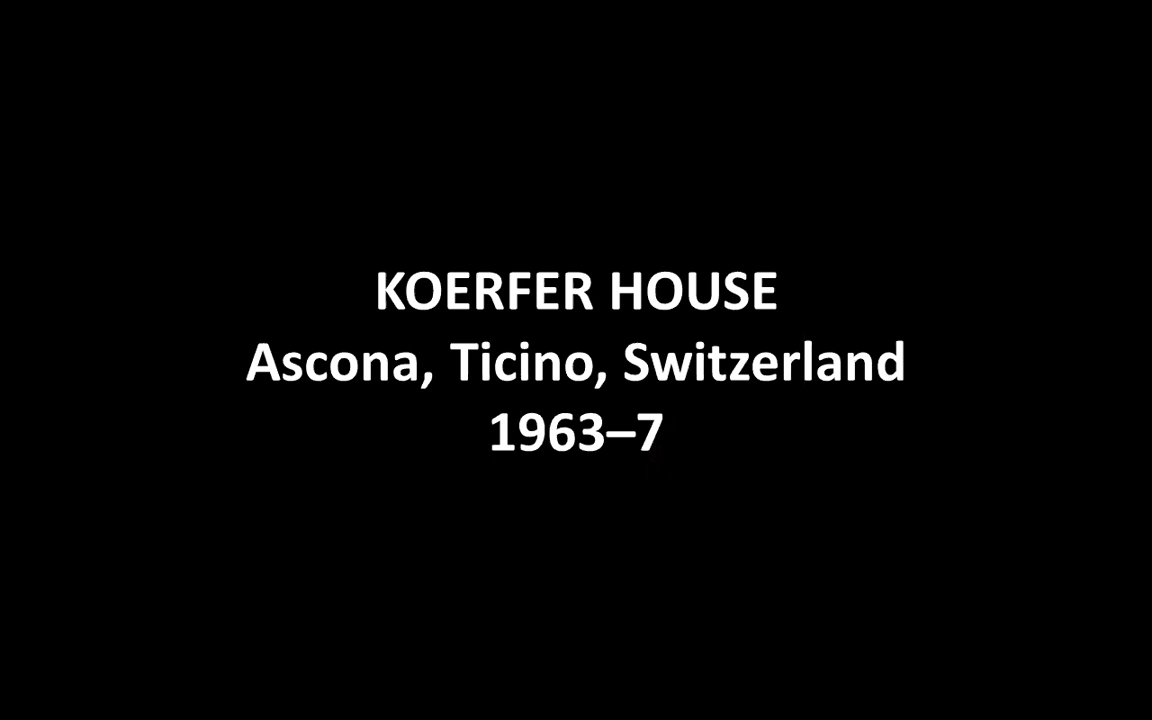 KOERFER HOUSE
Ascona, Ticino, Switzerland
1963–7